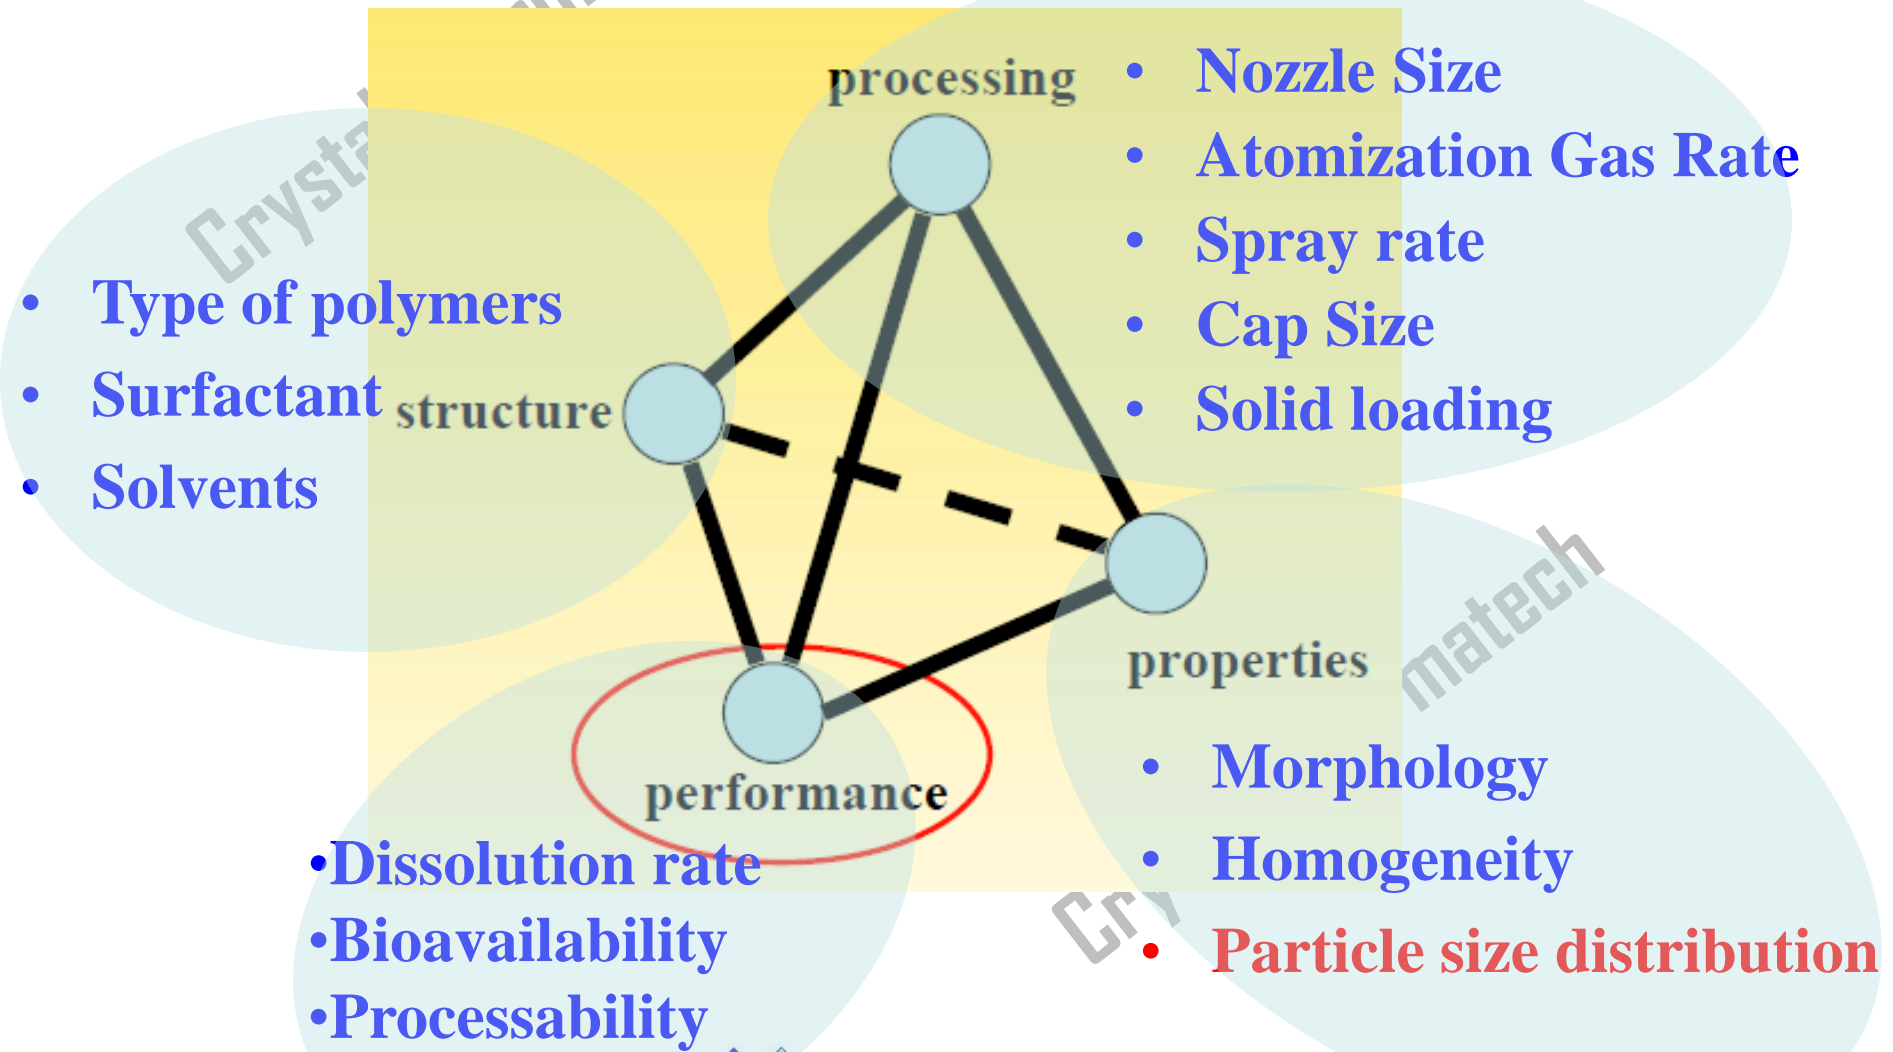 processing
• Nozzle Size
• Atomization Gas Rate
• Spray rate
• Cap Size
• Solid loading
• Type of polymers
• Surfactant
• Solvents
structure
properties
• Morphology
• Homogeneity
• Particle size distribution
performance
•Dissolution rate
•Bioavailability
•Processability